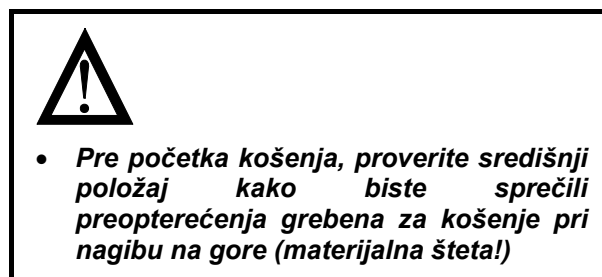 • Pre početka košenja, proverite središnji
položaj kako biste sprečili
preopterećenja grebena za košenje pri
nagibu na gore (materijalna šteta!)